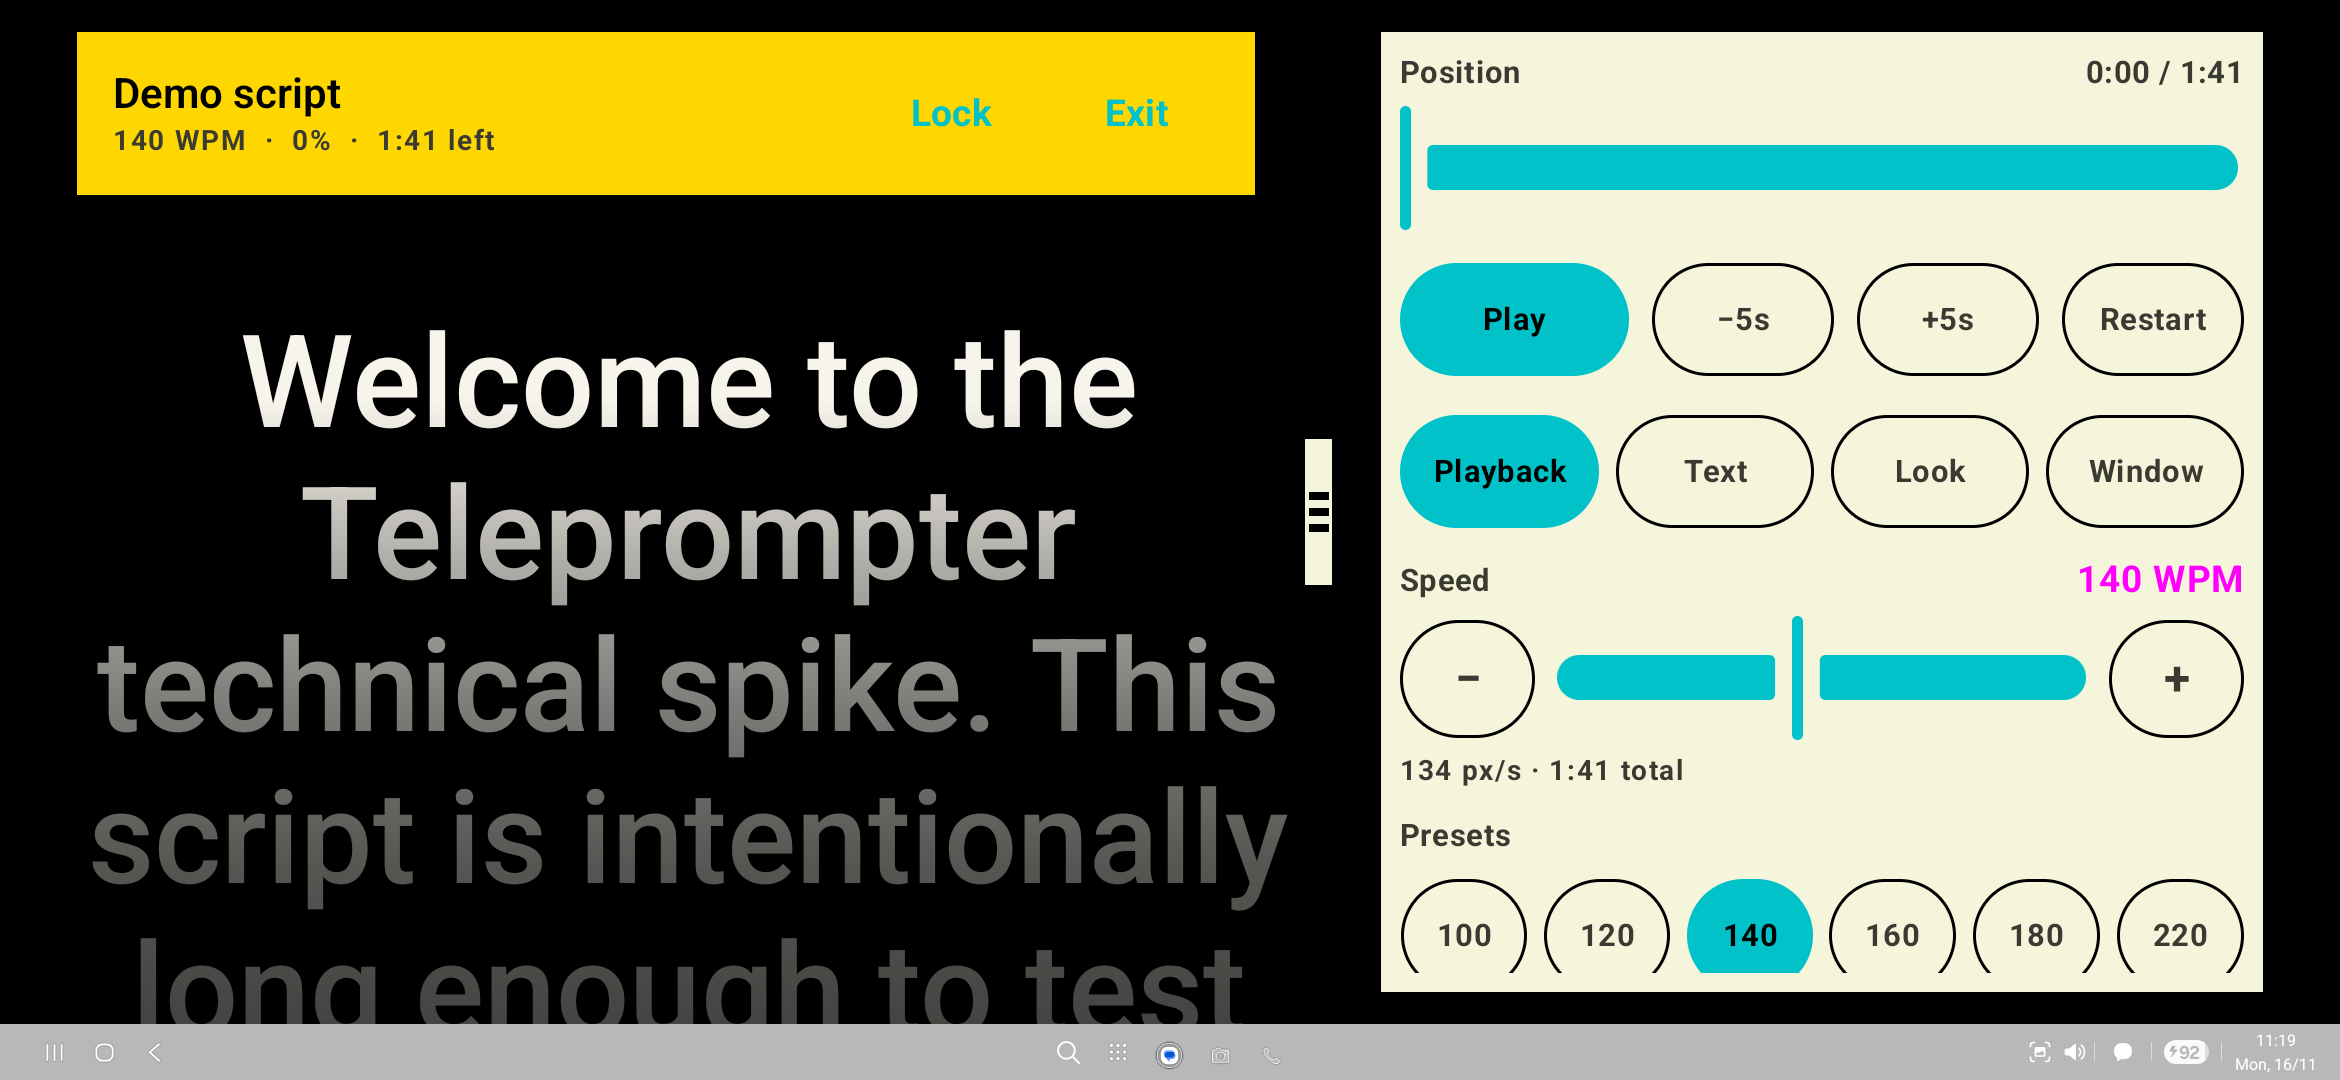 Demo script
140 WPM · 0% · 1:41 left
Lock
Exit
Welcome to the
Teleprompter
technical spike. This
script is intentionally
long enough to test
Position
0:00 / 1:41
Play
−5s
+5s
Restart
Playback
Text
Look
Window
Speed
140 WPM
−
+
134 px/s · 1:41 total
Presets
100
120
140
160
180
220
92
11:19
Mon, 16/11